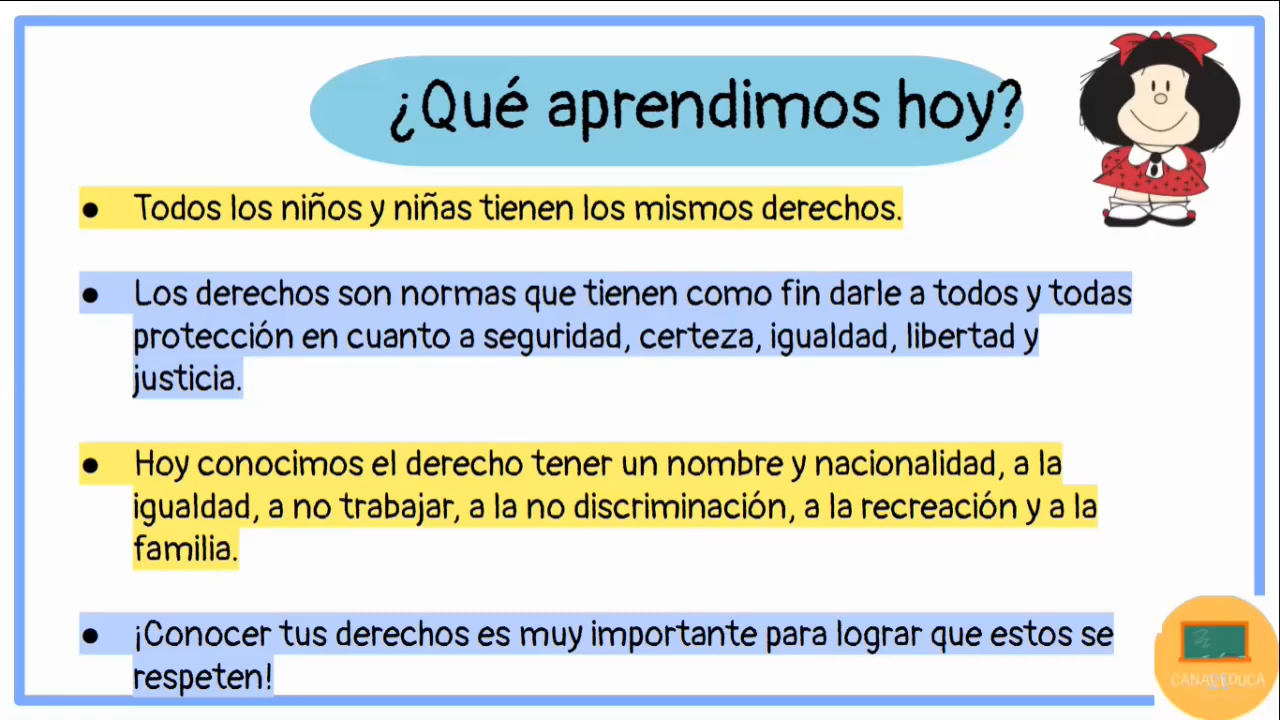 ¿Qué aprendimos hoy?
● Todos los niños y niñas tienen los mismos derechos.
● Los derechos son normas que tienen como fin darle a todos y todas
protección en cuanto a seguridad, certeza, igualdad, libertad y
justicia.
● Hoy conocimos el derecho tener un nombre y nacionalidad, a la
igualdad, a no trabajar, a la no discriminación, a la recreación y a la
familia.
● ¡Conocer tus derechos es muy importante para lograr que estos se
respeten!